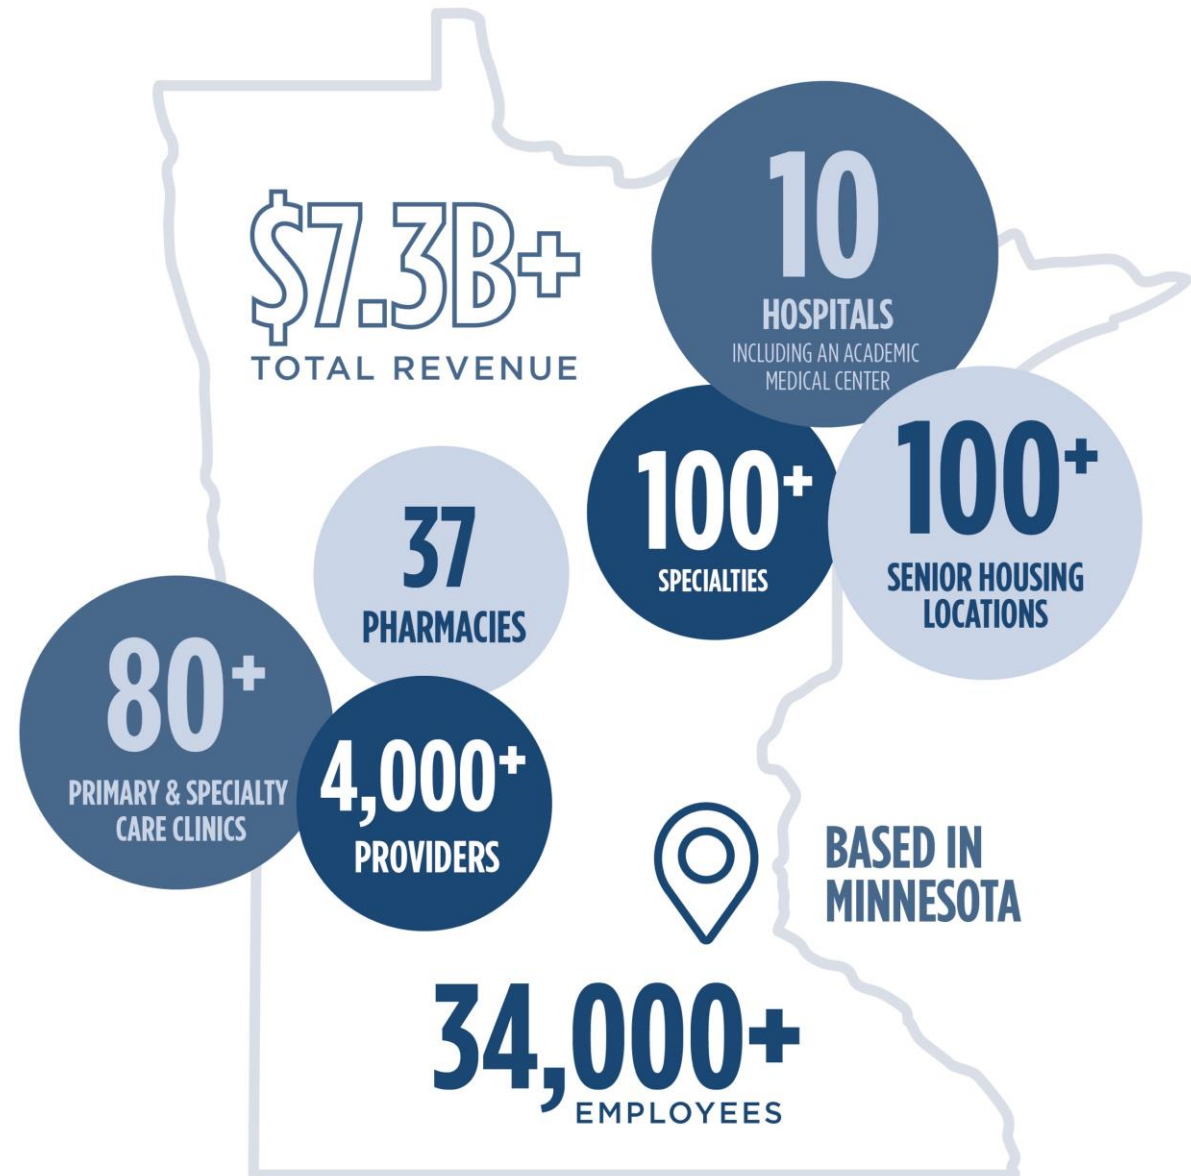 $7.3B+
TOTAL REVENUE
10
HOSPITALS
INCLUDING AN ACADEMIC
MEDICAL CENTER
100+
SPECIALTIES
100+
SENIOR HOUSING
LOCATIONS
37
PHARMACIES
80+
PRIMARY & SPECIALTY
CARE CLINICS
4,000+
PROVIDERS
BASED IN
MINNESOTA
34,000+
EMPLOYEES